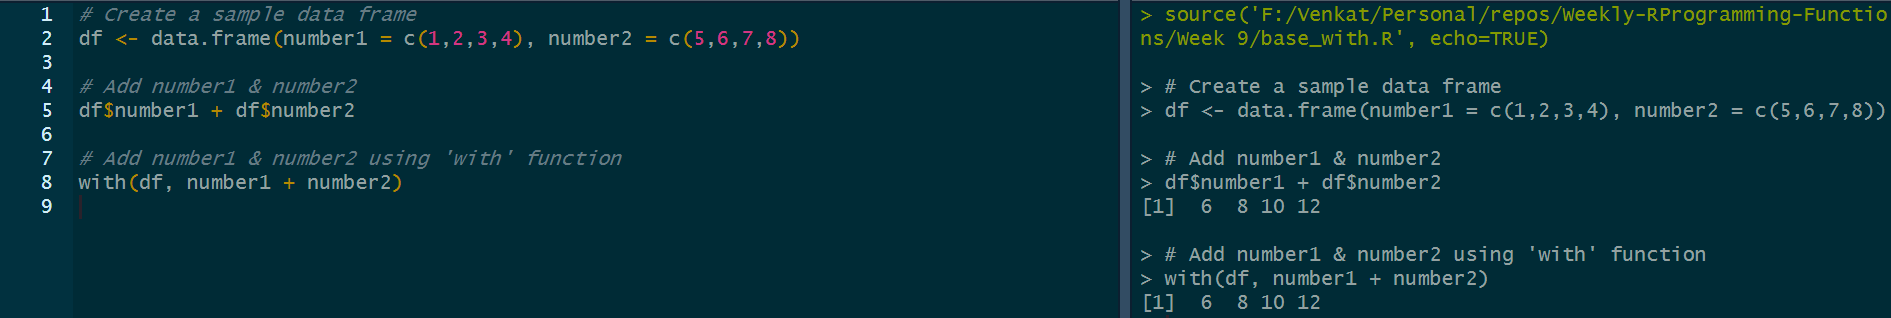 1 # Create a sample data frame
2 df <- data.frame(number1 = c(1,2,3,4), number2 = c(5,6,7,8))
3
4 # Add number1 & number2
5 df$number1 + df$number2
6
7 # Add number1 & number2 using 'with' function
8 with(df, number1 + number2)
9
> source('F:/Venkat/Personal/repos/Weekly-RProgramming-Functio
ns/Week 9/base_with.R', echo=TRUE)
> # Create a sample data frame
> df <- data.frame(number1 = c(1,2,3,4), number2 = c(5,6,7,8))
> # Add number1 & number2
> df$number1 + df$number2
[1]  6  8 10 12
> # Add number1 & number2 using 'with' function
> with(df, number1 + number2)
[1]  6  8 10 12